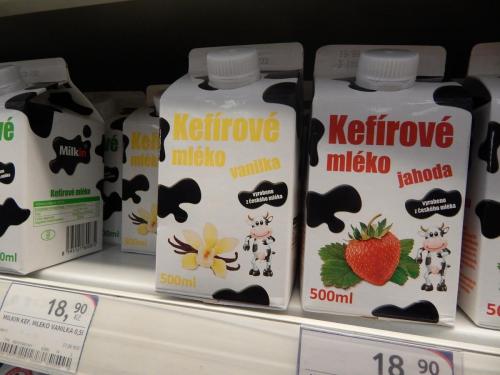 Milkin
Kefírové mléko
Kefírové
mléko
vanilka
vyrobeno
z českého mléka
500ml
Kefírové
mléko
jahoda
vyrobeno
z českého mléka
500ml
18,90
Kč
MILKIN KEF. MLEKO VANILKA 0,5l
18 90